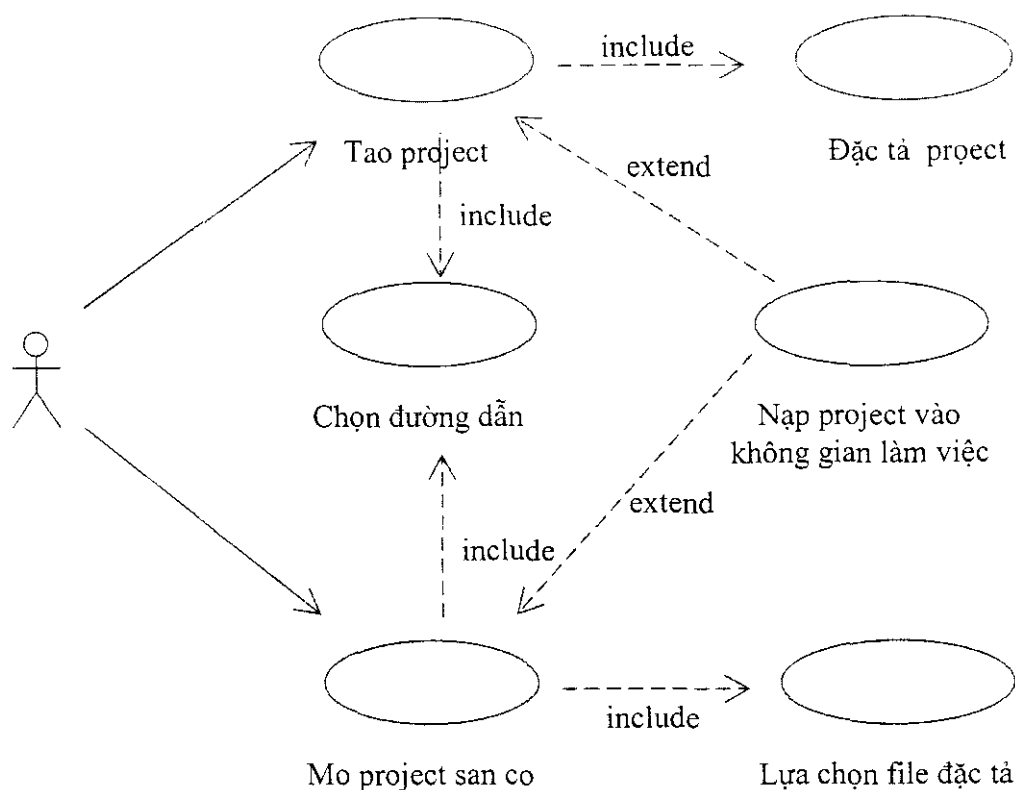 include
Tao project
Đặc tả prọect
extend
include
Chọn đường dẫn
Nạp project vào
không gian làm việc
extend
include
include
Mo project san co
Lựa chọn file đặc tả